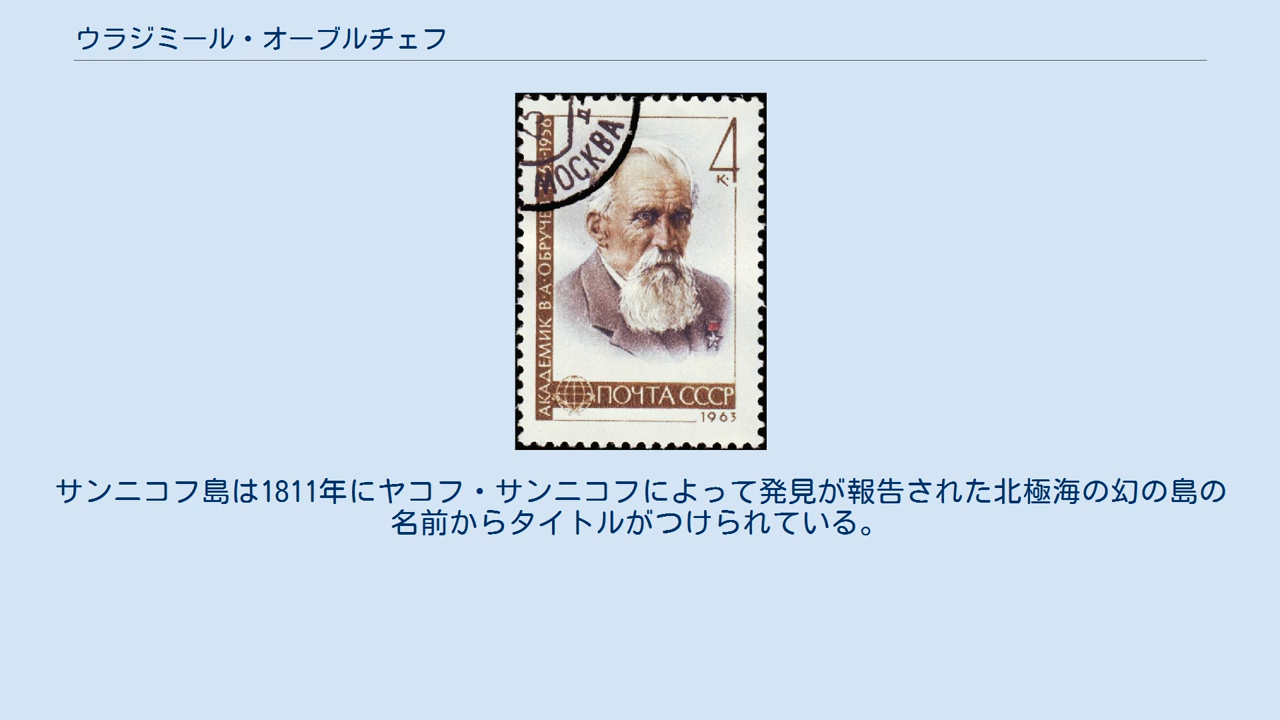 ウラジミール・オーブルチェフ
4
к.
МОСКВА
АКАДЕМИК В·А·ОБРУЧЕВ
1956
ПОЧТА СССР
1963
サンニコフ島は1811年にヤコフ・サンニコフによって発見が報告された北極海の幻の島の
名前からタイトルがつけられている。